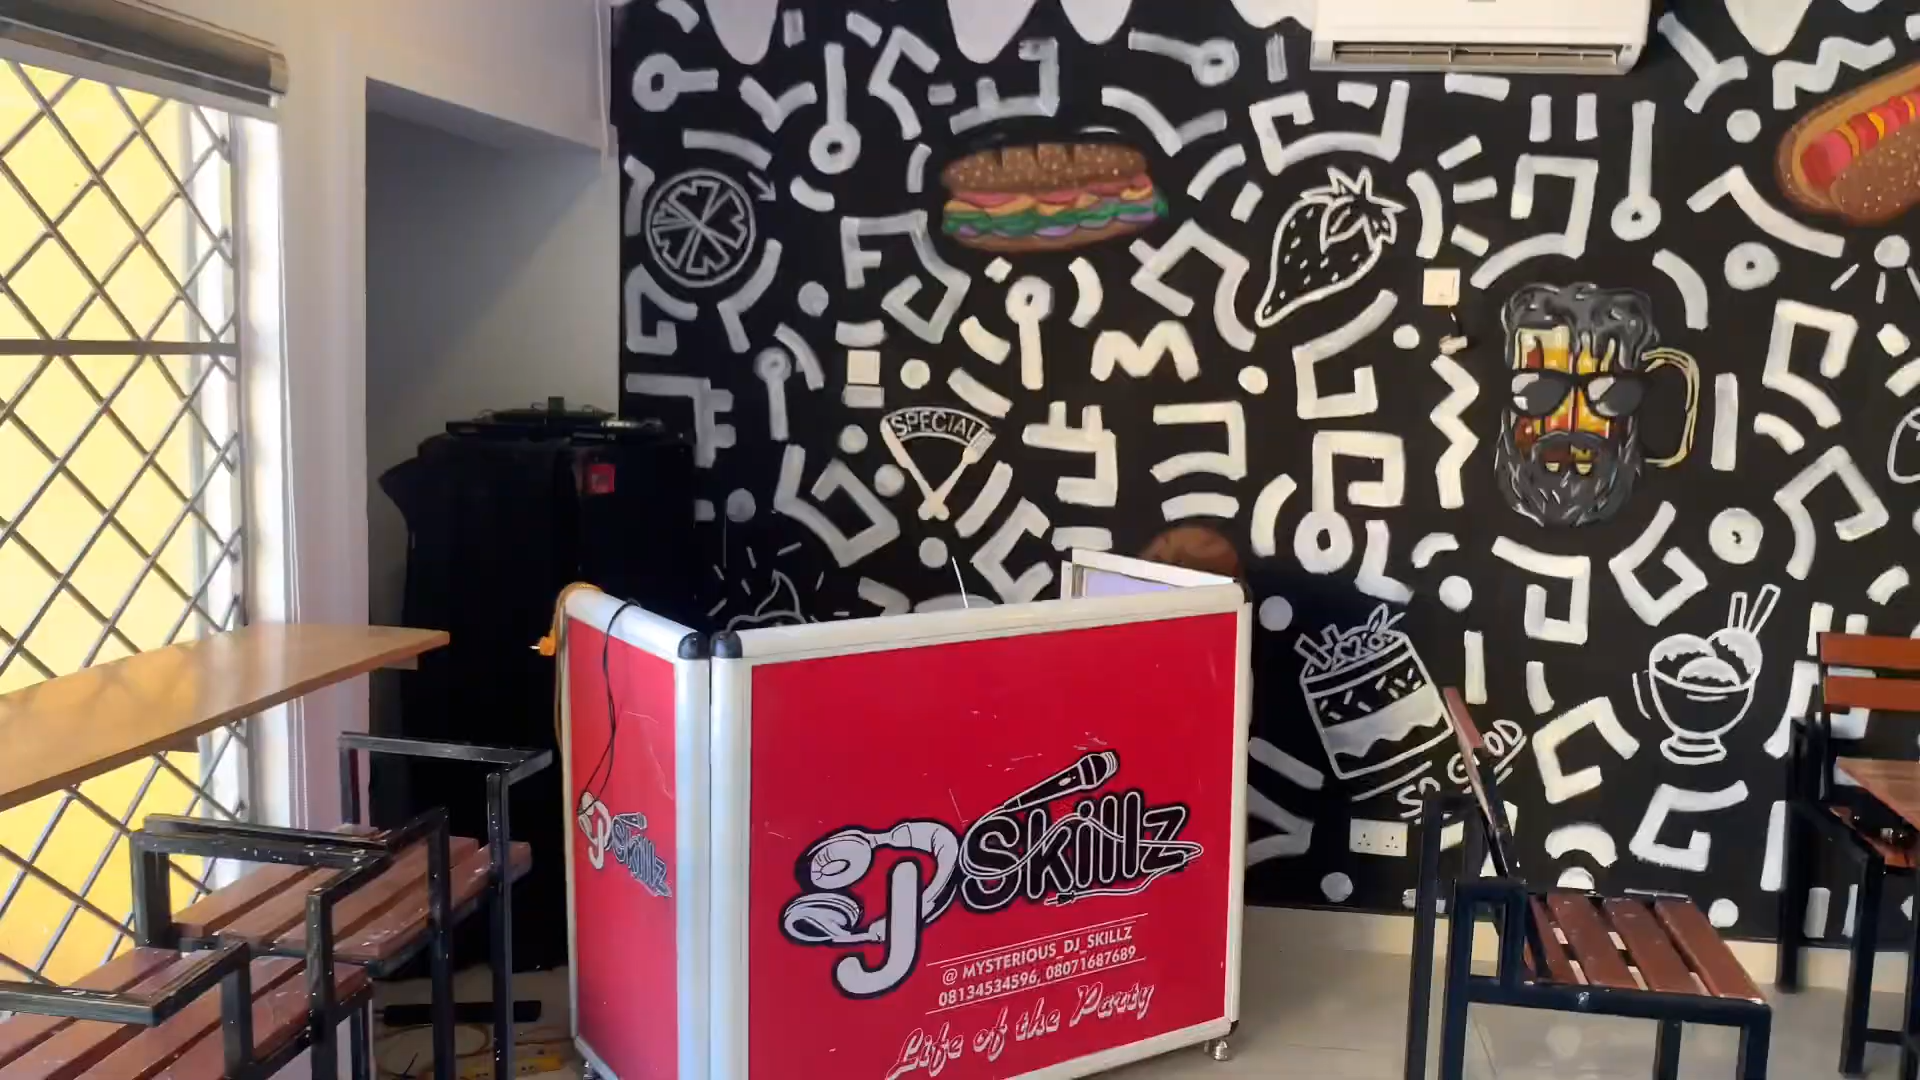 SPECIAL
SO GOOD
DJ Skillz
DJ Skillz
@ MYSTERIOUS_DJ_SKILLZ
08134534596, 08071687689
Life of the Party